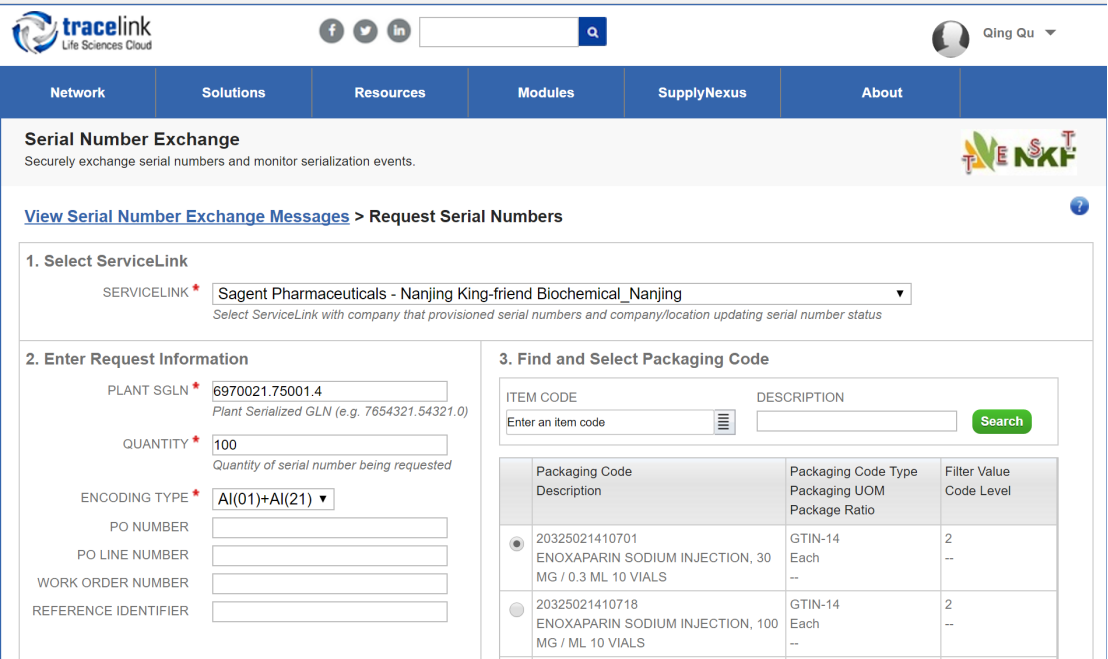 tracelink
Life Sciences Cloud
Qing Qu
Network Solutions Resources Modules SupplyNexus About
Serial Number Exchange
Securely exchange serial numbers and monitor serialization events.
TTVENSKTFT
View Serial Number Exchange Messages > Request Serial Numbers
?
1. Select ServiceLink
SERVICELINK * Sagent Pharmaceuticals - Nanjing King-friend Biochemical_Nanjing
Select ServiceLink with company that provisioned serial numbers and company/location updating serial number status
2. Enter Request Information
PLANT SGLN * 6970021.75001.4
Plant Serialized GLN (e.g. 7654321.54321.0)
QUANTITY * 100
Quantity of serial number being requested
ENCODING TYPE * AI(01)+AI(21)
PO NUMBER
PO LINE NUMBER
WORK ORDER NUMBER
REFERENCE IDENTIFIER
3. Find and Select Packaging Code
ITEM CODE DESCRIPTION
Enter an item code Search
Packaging Code Packaging Code Type Filter Value
Description Packaging UOM Code Level
Package Ratio
20325021410701 GTIN-14 2
ENOXAPARIN SODIUM INJECTION, 30 Each --
MG / 0.3 ML 10 VIALS --
20325021410718 GTIN-14 2
ENOXAPARIN SODIUM INJECTION, 100 Each --
MG / ML 10 VIALS --